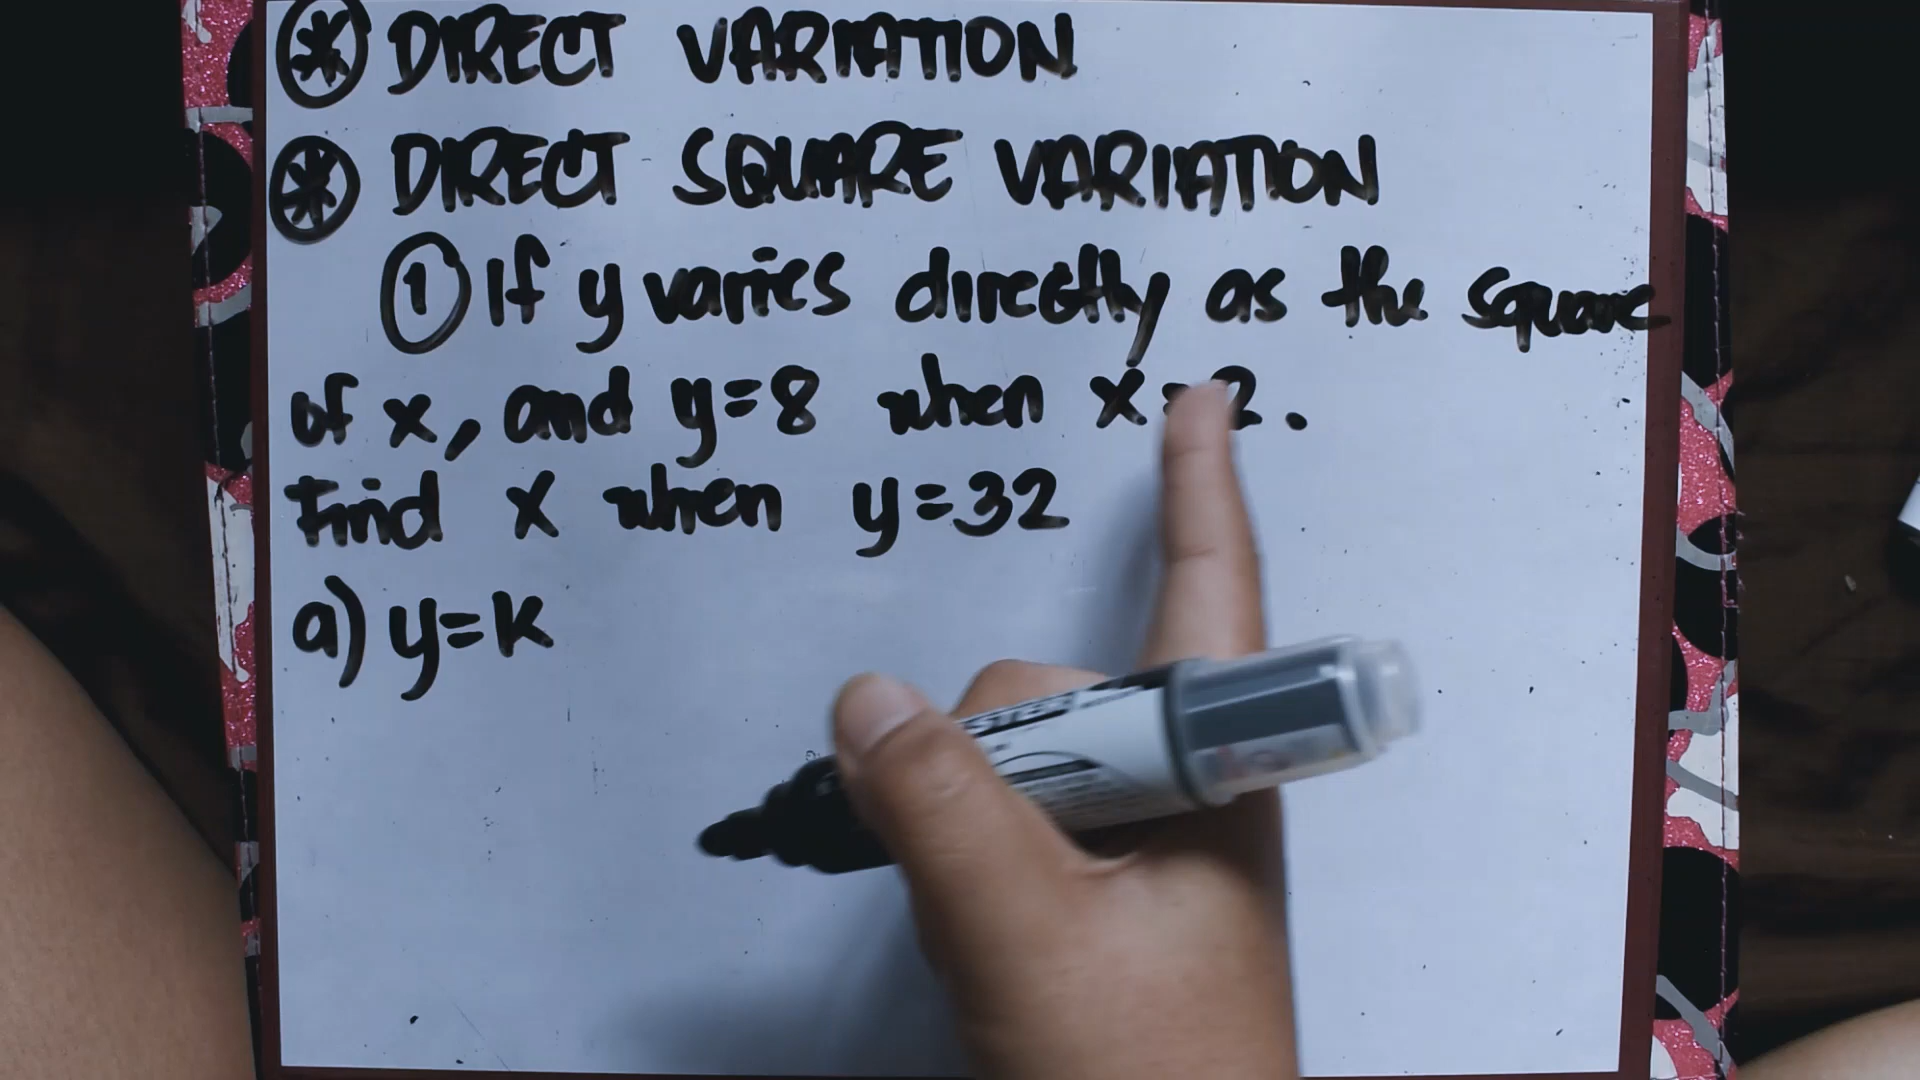 * DIRECT VARIATION
* DIRECT SQUARE VARIATION
1 If y varies directly as the square
of x, and y=8 when x=2.
Find x when y=32
a) y=k